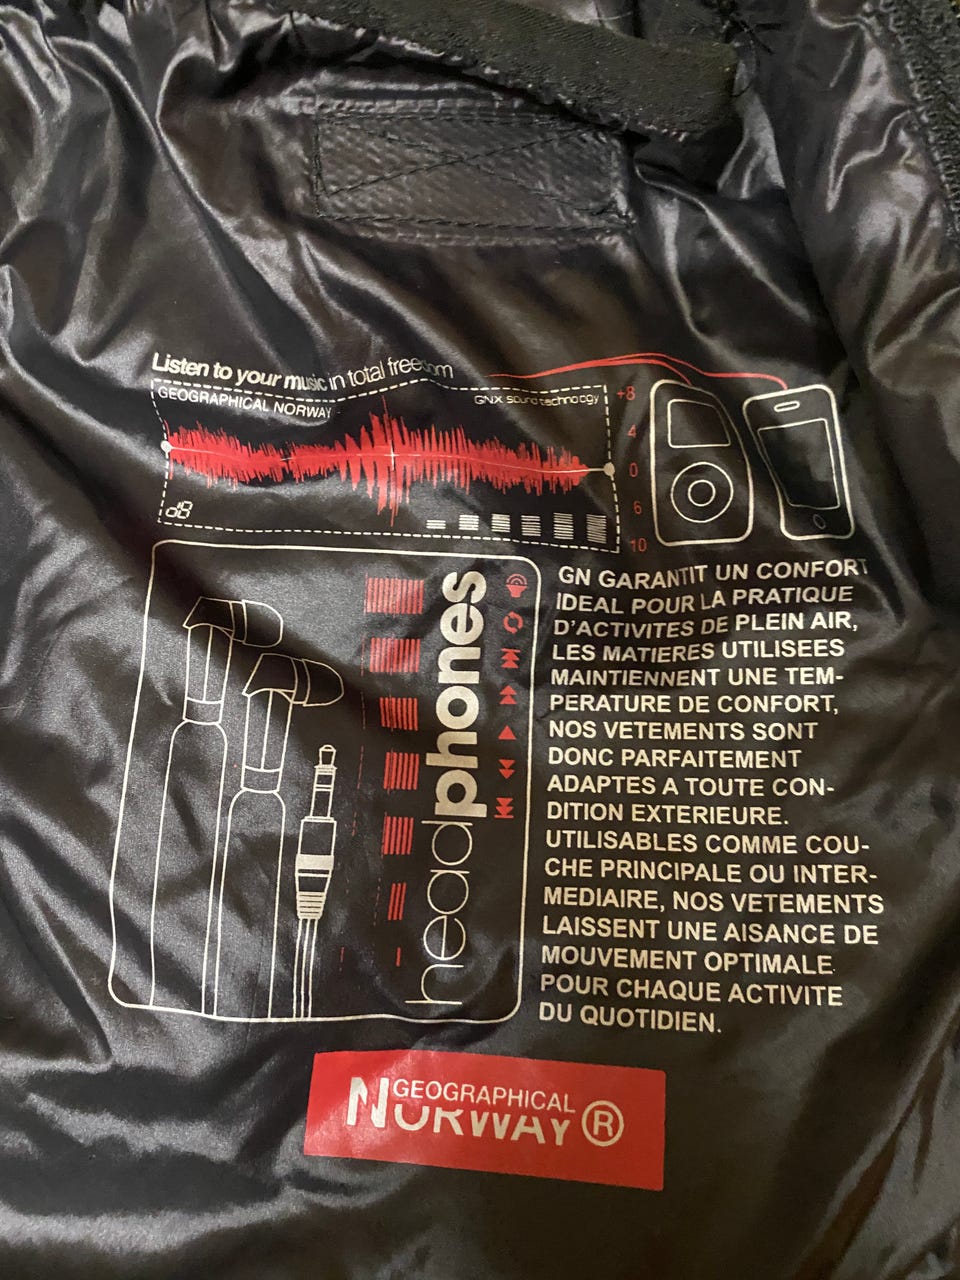 Listen to your music in total freedom
GEOGRAPHICAL NORWAY
GNX sound technology
+8
4
0
6
10
dB
headphones
GN GARANTIT UN CONFORT
IDEAL POUR LA PRATIQUE
D'ACTIVITES DE PLEIN AIR,
LES MATIERES UTILISEES
MAINTIENNENT UNE TEM-
PERATURE DE CONFORT,
NOS VETEMENTS SONT
DONC PARFAITEMENT
ADAPTES A TOUTE CON-
DITION EXTERIEURE.
UTILISABLES COMME COU-
CHE PRINCIPALE OU INTER-
MEDIAIRE, NOS VETEMENTS
LAISSENT UNE AISANCE DE
MOUVEMENT OPTIMALE
POUR CHAQUE ACTIVITE
DU QUOTIDIEN.
GEOGRAPHICAL
NORWAY ®